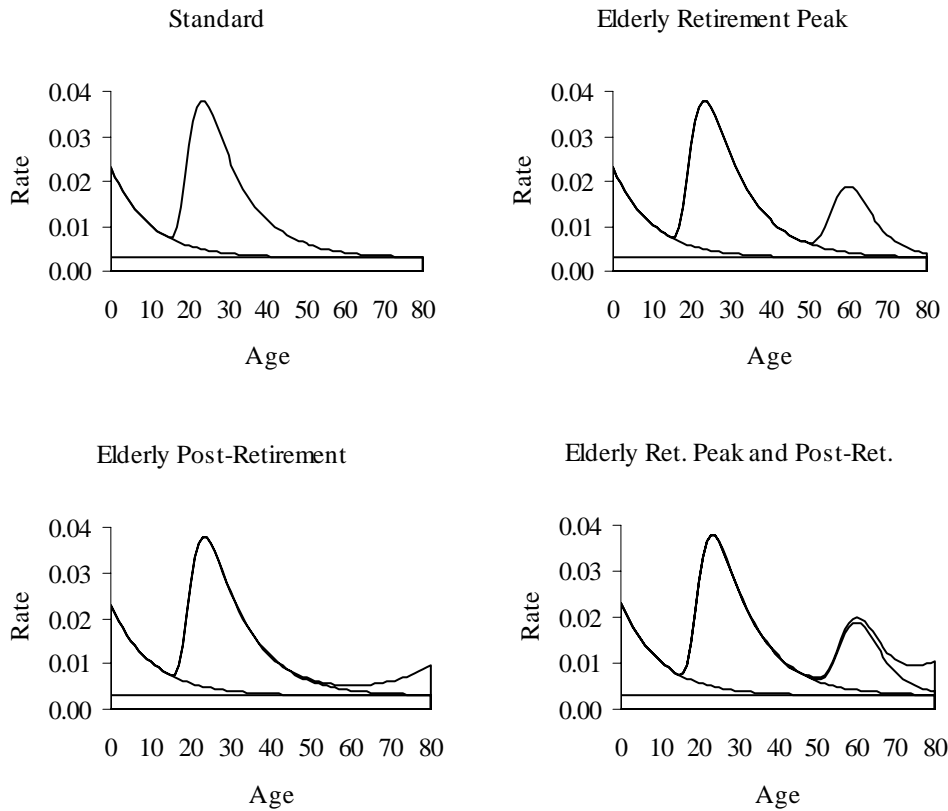 Standard
Elderly Retirement Peak
0.04
0.03
0.02
0.01
0.00
Rate
0 10 20 30 40 50 60 70 80
Age
0.04
0.03
0.02
0.01
0.00
Rate
0 10 20 30 40 50 60 70 80
Age
Elderly Post-Retirement
Elderly Ret. Peak and Post-Ret.
0.04
0.03
0.02
0.01
0.00
Rate
0 10 20 30 40 50 60 70 80
Age
0.04
0.03
0.02
0.01
0.00
Rate
0 10 20 30 40 50 60 70 80
Age